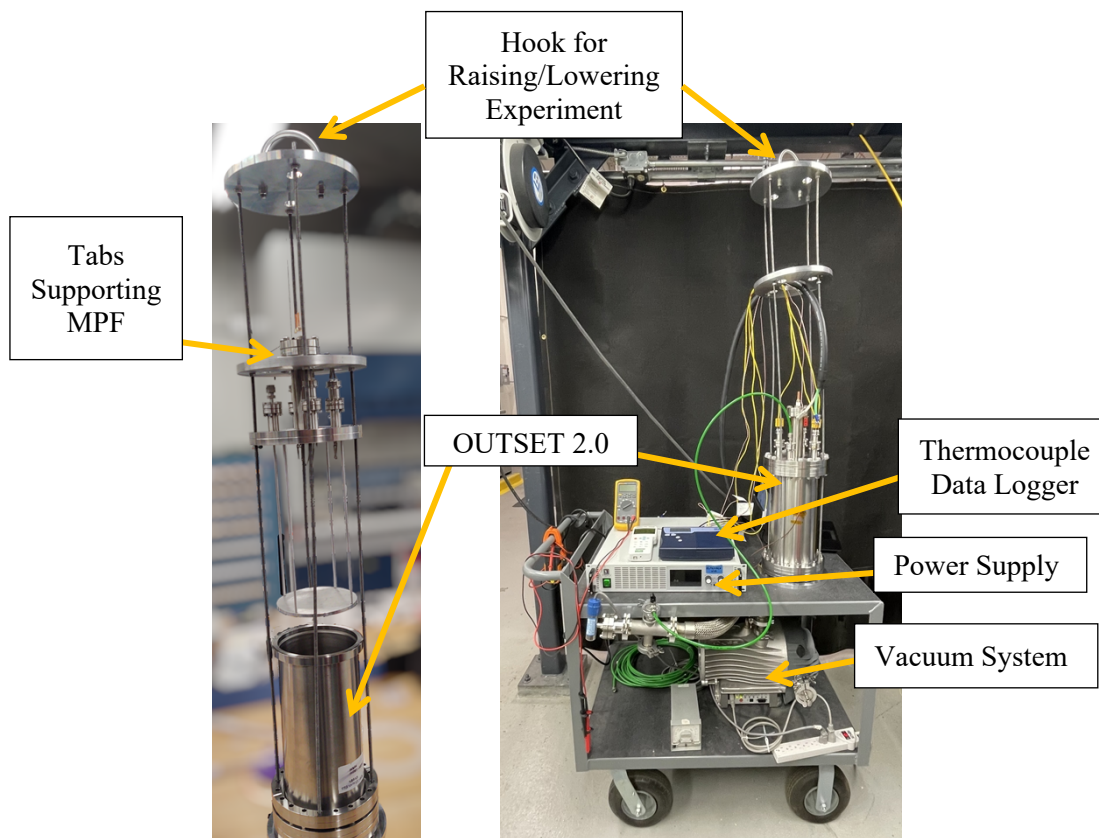 Hook for
Raising/Lowering
Experiment
Tabs
Supporting
MPF
OUTSET 2.0
Thermocouple
Data Logger
Power Supply
Vacuum System